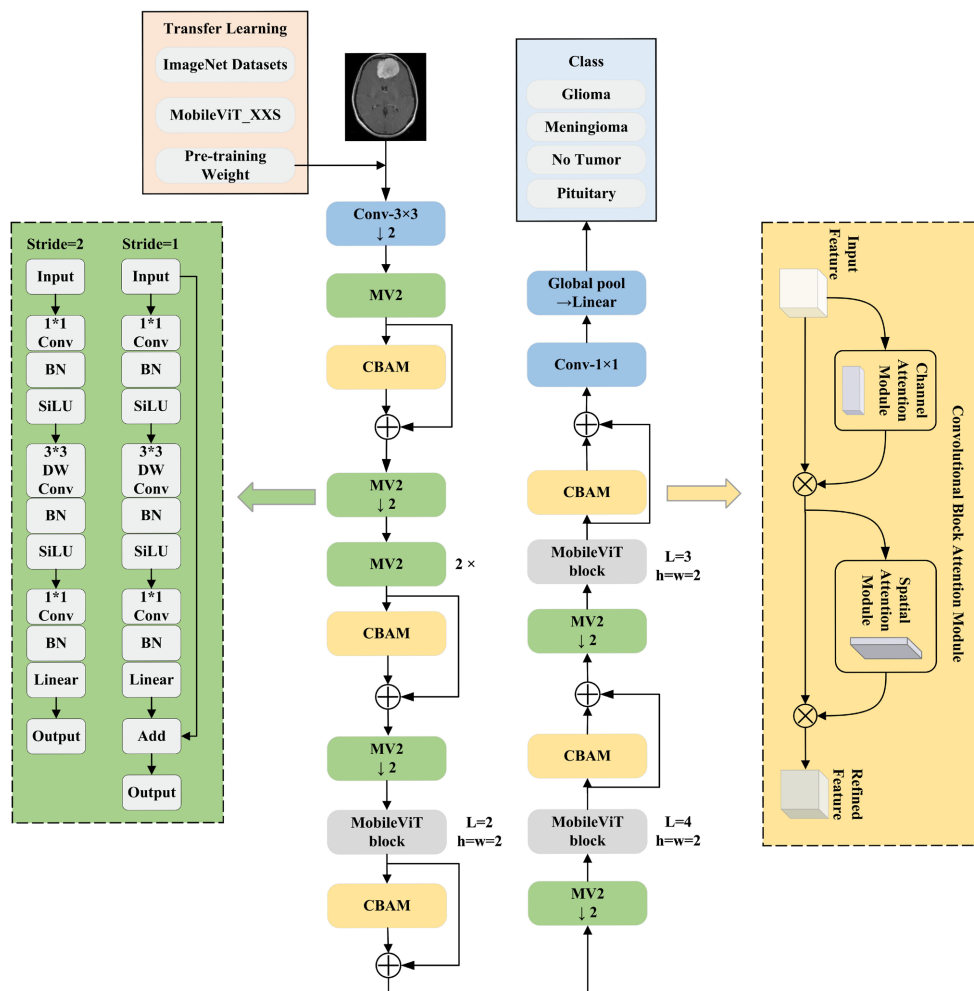 Transfer Learning
ImageNet Datasets
MobileViT_XXS
Pre-training
Weight
Class
Glioma
Meningioma
No Tumor
Pituitary
Stride=2
Input
1*1
Conv
BN
SiLU
3*3
DW
Conv
BN
SiLU
1*1
Conv
BN
Linear
Output
Stride=1
Input
1*1
Conv
BN
SiLU
3*3
DW
Conv
BN
SiLU
1*1
Conv
BN
Linear
Add
Output
Conv-3×3
↓ 2
MV2
CBAM
MV2
↓ 2
MV2
2 ×
CBAM
MV2
↓ 2
MobileViT
block
L=2
h=w=2
CBAM
Global pool
→Linear
Conv-1×1
CBAM
MobileViT
block
L=3
h=w=2
MV2
↓ 2
CBAM
MobileViT
block
L=4
h=w=2
MV2
↓ 2
Input
Feature
Channel
Attention
Module
Spatial
Attention
Module
Refined
Feature
Convolutional Block Attention Module